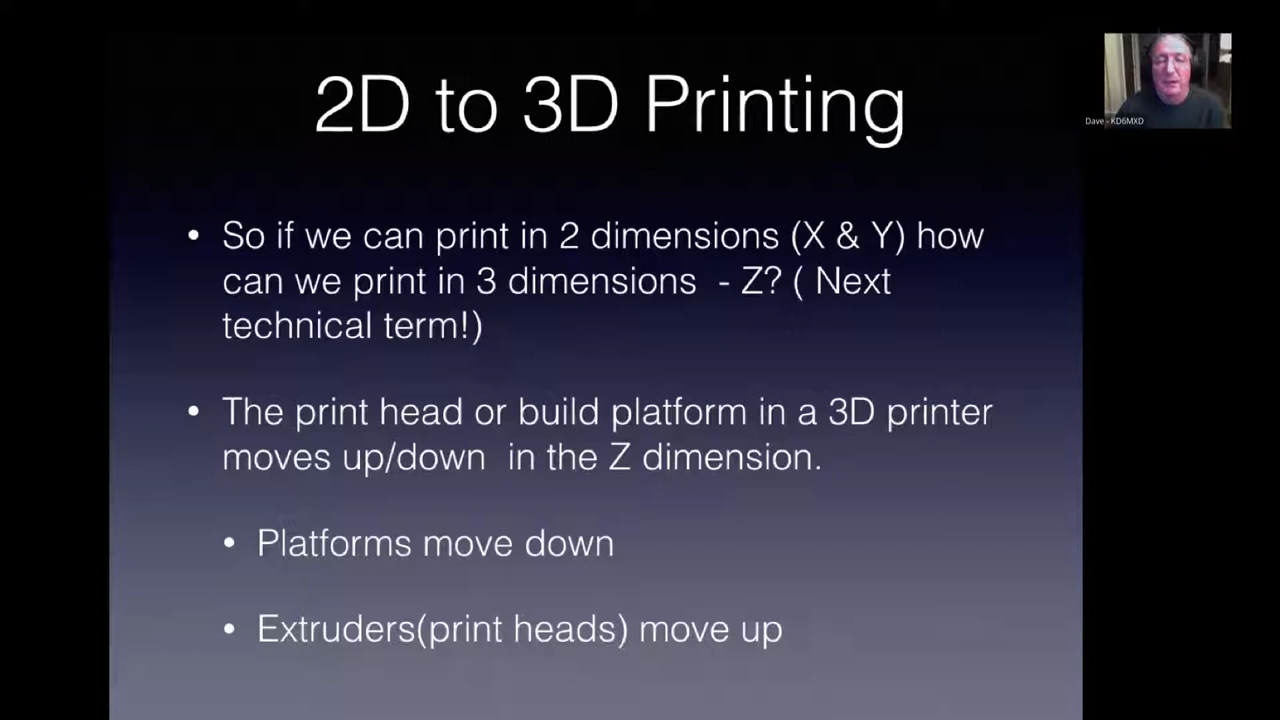 2D to 3D Printing
Dave - KD6MXD
• So if we can print in 2 dimensions (X & Y) how
can we print in 3 dimensions  - Z? ( Next
technical term!)
• The print head or build platform in a 3D printer
moves up/down  in the Z dimension.
• Platforms move down
• Extruders(print heads) move up